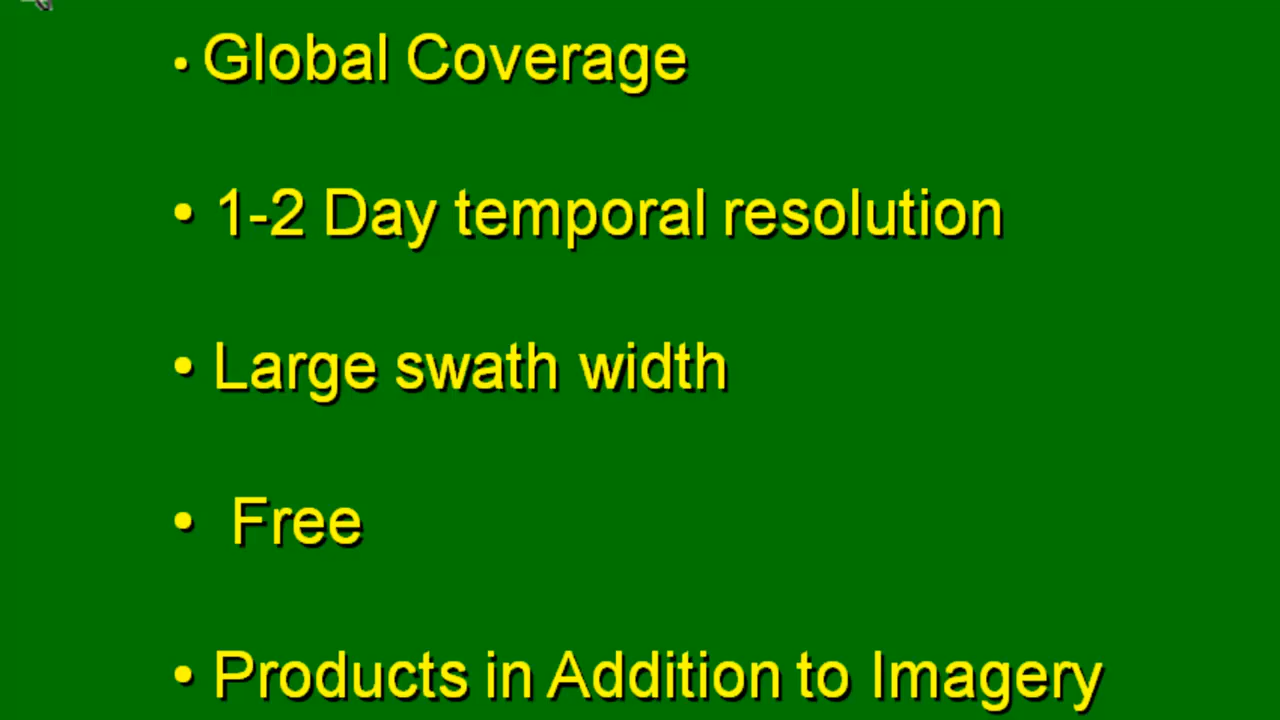 • Global Coverage
• 1-2 Day temporal resolution
• Large swath width
• Free
• Products in Addition to Imagery